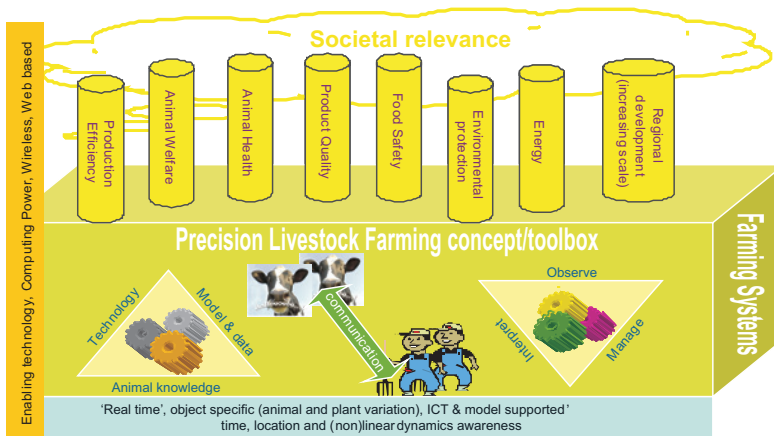 Societal relevance
Production
Efficiency
Animal Welfare
Animal Health
Product Quality
Food Safety
Environmental
protection
Energy
Regional
development
(increasing scale)
Enabling technology, Computing Power, Wireless, Web based
Precision Livestock Farming concept/toolbox
Farming Systems
Technology
Model & data
Animal knowledge
communication
Observe
Interpret
Manage
'Real time', object specific (animal and plant variation), ICT & model supported'
time, location and (non)linear dynamics awareness